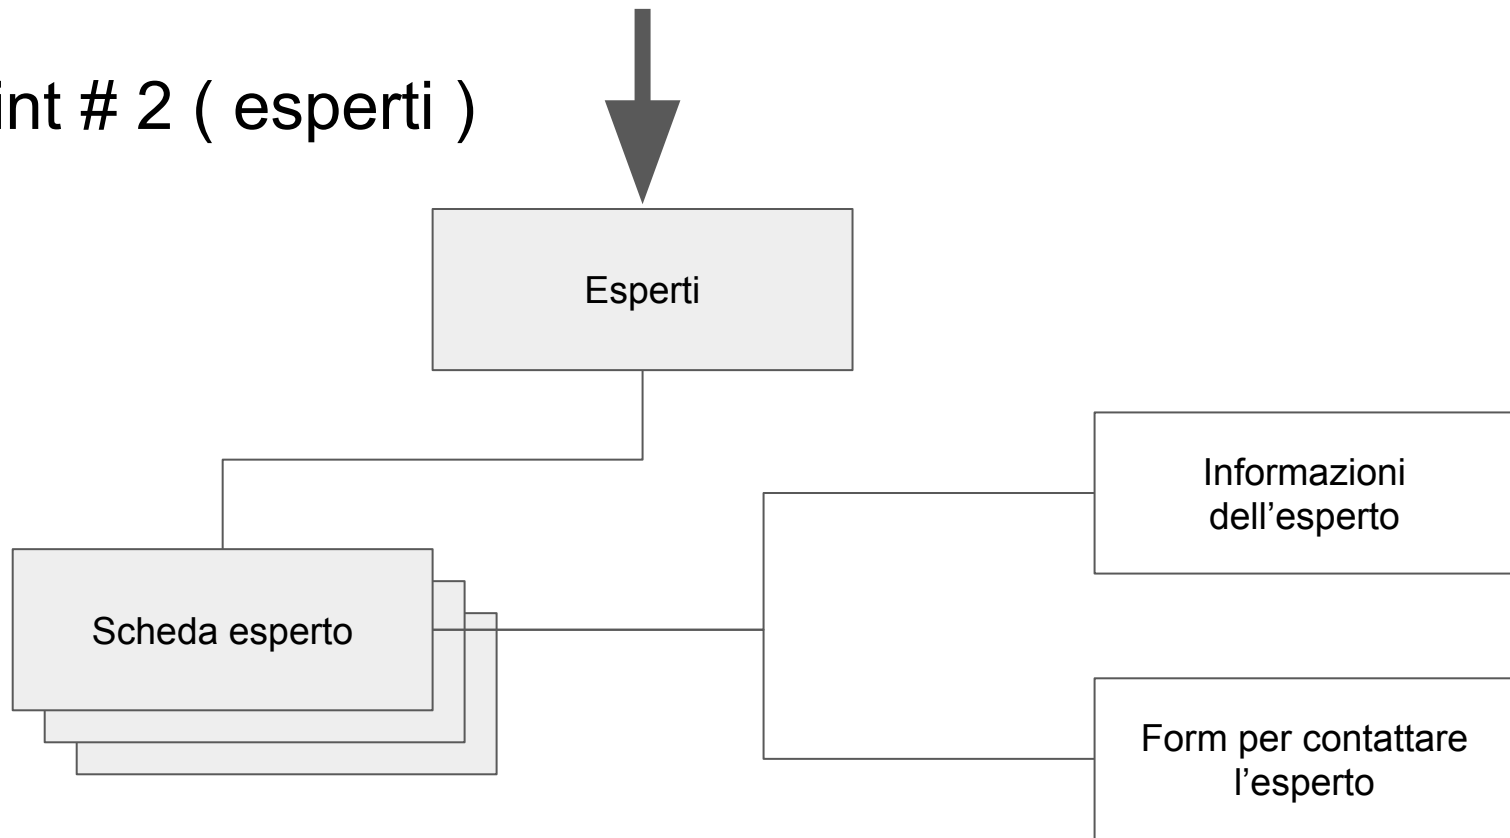 int # 2 ( esperti )
Esperti
Informazioni
dell’esperto
Scheda esperto
Form per contattare
l’esperto